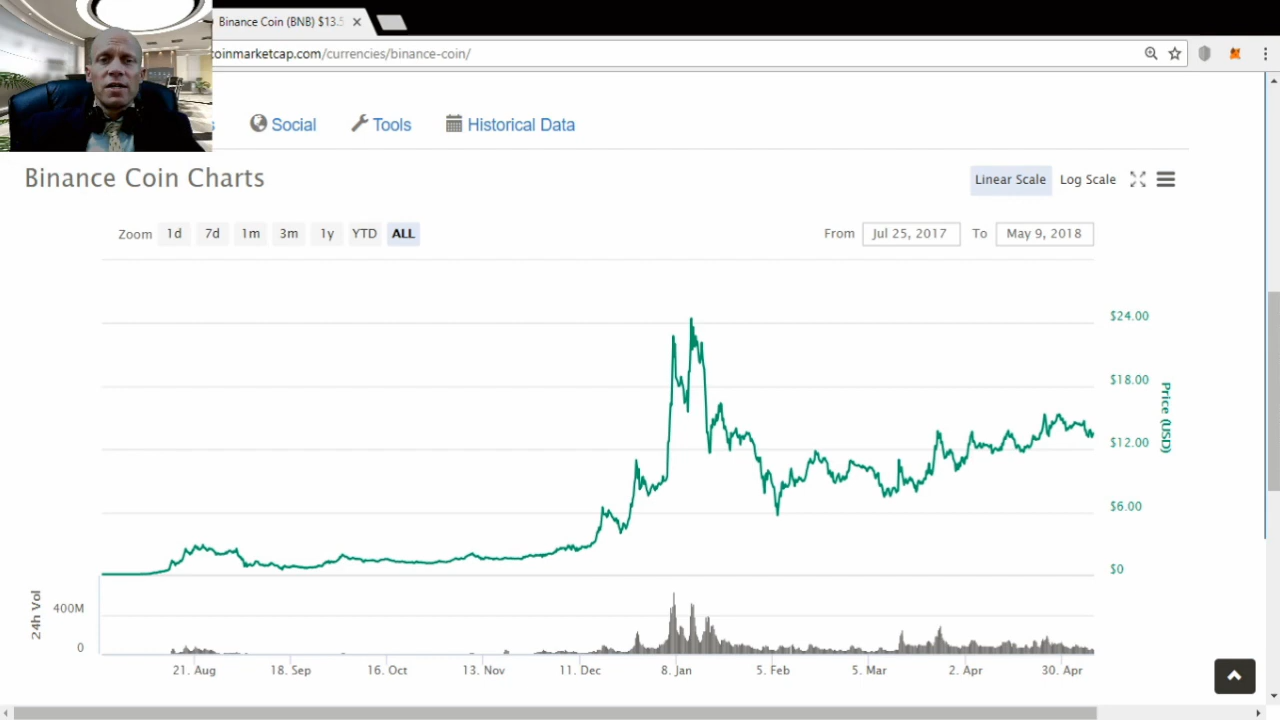 Binance Coin (BNB) $13.5
coinmarketcap.com/currencies/binance-coin/
Social
Tools
Historical Data
Binance Coin Charts
Linear Scale
Log Scale
Zoom 1d 7d 1m 3m 1y YTD ALL
From Jul 25, 2017 To May 9, 2018
$24.00
$18.00
$12.00
$6.00
$0
Price (USD)
24h Vol
400M
0
21. Aug 18. Sep 16. Oct 13. Nov 11. Dec 8. Jan 5. Feb 5. Mar 2. Apr 30. Apr